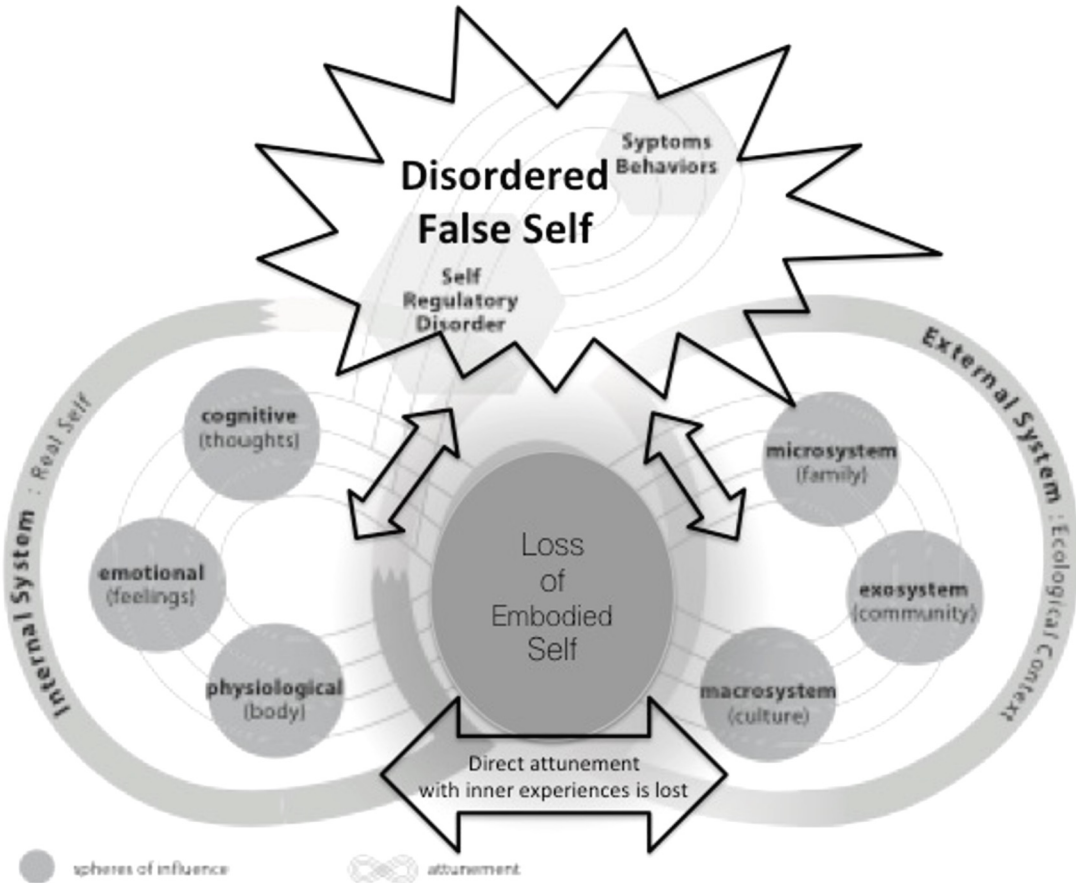 Syptoms
Behaviors
Disordered
False Self
Self
Regulatory
Disorder
Internal System : Real Self
cognitive
(thoughts)
emotional
(feelings)
physiological
(body)
Loss
of
Embodied
Self
External System : Ecological Context
microsystem
(family)
exosystem
(community)
macrosystem
(culture)
Direct attunement
with inner experiences is lost
spheres of influence
attunement